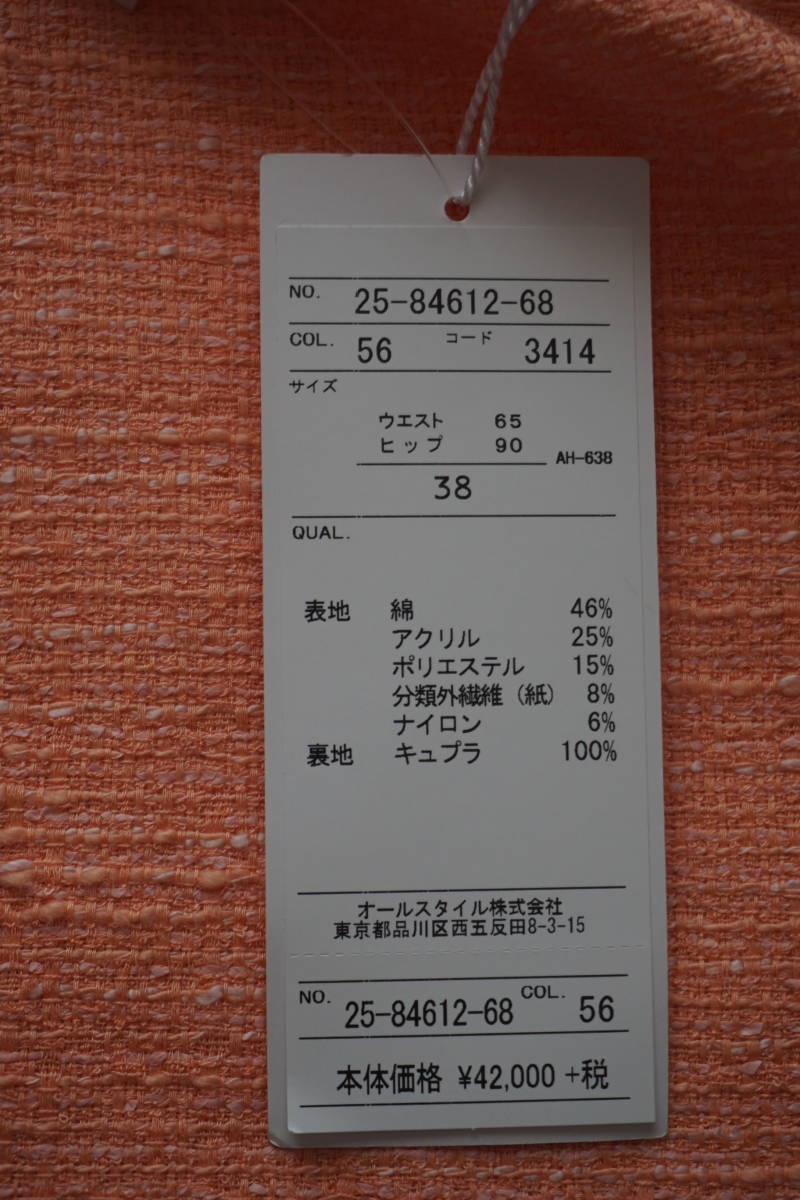 NO. 25-84612-68
COL. 56 コード 3414
サイズ
ウエスト 65
ヒップ 90
AH-638
38
QUAL.
表地 綿 46%
アクリル 25%
ポリエステル 15%
分類外繊維（紙） 8%
ナイロン 6%
裏地 キュプラ 100%
オールスタイル株式会社
東京都品川区西五反田8-3-15
NO. 25-84612-68 COL. 56
本体価格 ¥42,000 +税